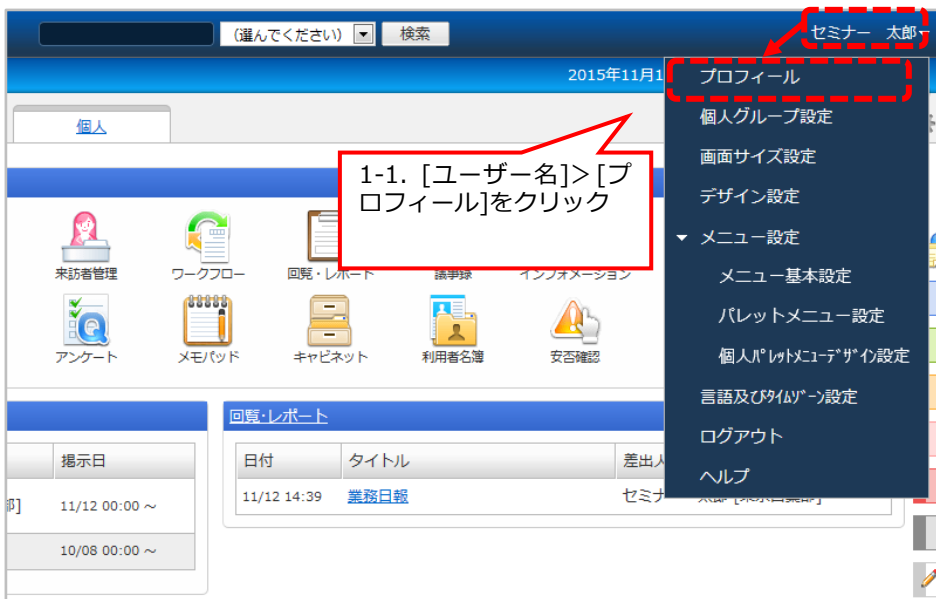 (選んでください)
検索
セミナー 太郎
2015年11月1
プロフィール
個人
個人グループ設定
画面サイズ設定
デザイン設定
メニュー設定
メニュー基本設定
パレットメニュー設定
個人ﾊﾟﾚｯﾄﾒﾆｭｰﾃﾞｻﾞｲﾝ設定
言語及びﾀｲﾑｿﾞｰﾝ設定
ログアウト
ヘルプ
1-1. [ユーザー名]>[プ
ロフィール]をクリック
来訪者管理 ワークフロー 回覧・レポート 議事録 インフォメーション
アンケート メモパッド キャビネット 利用者名簿 安否確認
回覧・レポート
掲示日 日付 タイトル 差出人
11/12 14:39 業務日報 セミナ
部] 11/12 00:00 ～
10/08 00:00 ～